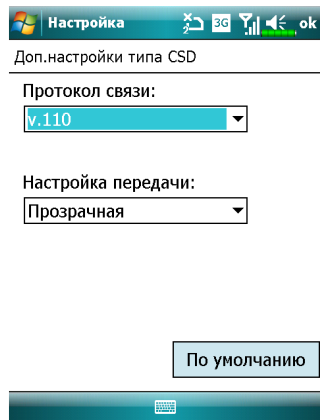 Настройка 3G ok
Доп.настройки типа CSD
Протокол связи:
v.110
Настройка передачи:
Прозрачная
По умолчанию